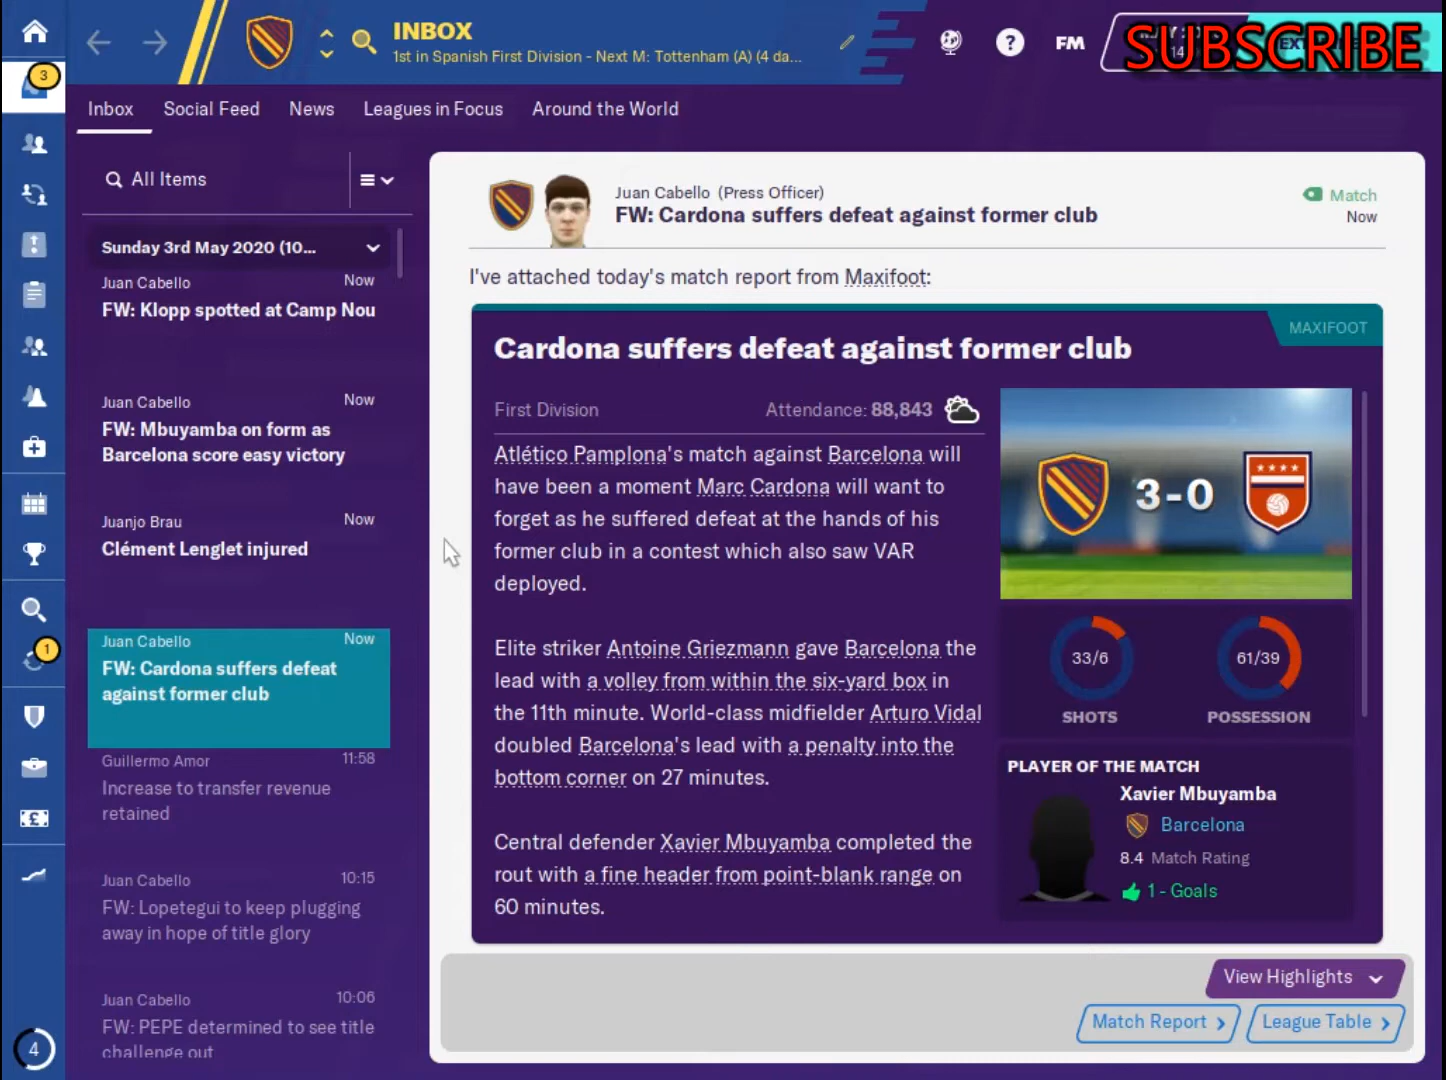 INBOX
1st in Spanish First Division - Next M: Tottenham (A) (4 da...
?
FM
SUBSCRIBE
3
Inbox
Social Feed
News
Leagues in Focus
Around the World
All Items
Sunday 3rd May 2020 (10...
Juan Cabello
Now
FW: Klopp spotted at Camp Nou
Juan Cabello
Now
FW: Mbuyamba on form as
Barcelona score easy victory
Juanjo Brau
Now
Clément Lenglet injured
Juan Cabello
Now
FW: Cardona suffers defeat
against former club
Guillermo Amor
11:58
Increase to transfer revenue
retained
Juan Cabello
10:15
FW: Lopetegui to keep plugging
away in hope of title glory
Juan Cabello
10:06
FW: PEPE determined to see title
challenge out
1
£
4
Juan Cabello (Press Officer)
FW: Cardona suffers defeat against former club
Match
Now
I've attached today's match report from Maxifoot:
MAXIFOOT
Cardona suffers defeat against former club
First Division
Attendance: 88,843
Atlético Pamplona's match against Barcelona will
have been a moment Marc Cardona will want to
forget as he suffered defeat at the hands of his
former club in a contest which also saw VAR
deployed.
Elite striker Antoine Griezmann gave Barcelona the
lead with a volley from within the six-yard box in
the 11th minute. World-class midfielder Arturo Vidal
doubled Barcelona's lead with a penalty into the
bottom corner on 27 minutes.
Central defender Xavier Mbuyamba completed the
rout with a fine header from point-blank range on
60 minutes.
3-0
33/6
SHOTS
61/39
POSSESSION
PLAYER OF THE MATCH
Xavier Mbuyamba
Barcelona
8.4 Match Rating
1 - Goals
View Highlights
Match Report
League Table